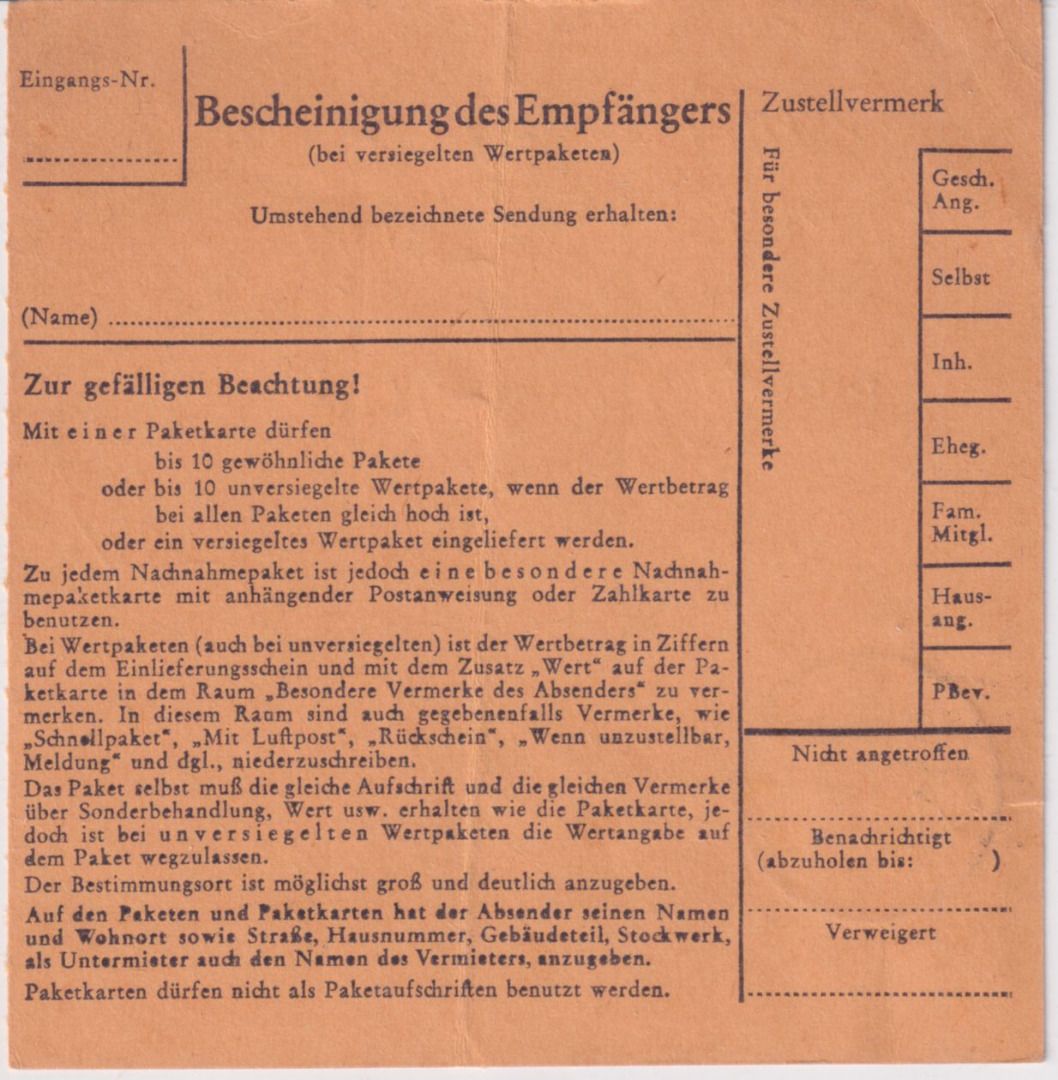 Eingangs-Nr.
Bescheinigung des Empfängers
(bei versiegelten Wertpaketen)
Umstehend bezeichnete Sendung erhalten:
(Name)
Zur gefälligen Beachtung!
Mit einer Paketkarte dürfen
bis 10 gewöhnliche Pakete
oder bis 10 unversiegelte Wertpakete, wenn der Wertbetrag
bei allen Paketen gleich hoch ist,
oder ein versiegeltes Wertpaket eingeliefert werden.
Zu jedem Nachnahmepaket ist jedoch eine besondere Nachnah-
mepaketkarte mit anhängender Postanweisung oder Zahlkarte zu
benutzen.
Bei Wertpaketen (auch bei unversiegelten) ist der Wertbetrag in Ziffern
auf dem Einlieferungsschein und mit dem Zusatz „Wert“ auf der Pa-
ketkarte in dem Raum „Besondere Vermerke des Absenders“ zu ver-
merken. In diesem Raum sind auch gegebenenfalls Vermerke, wie
„Schnellpaket“, „Mit Luftpost“, „Rückschein“, „Wenn unzustellbar,
Meldung“ und dgl., niederzuschreiben.
Das Paket selbst muß die gleiche Aufschrift und die gleichen Vermerke
über Sonderbehandlung, Wert usw. erhalten wie die Paketkarte, je-
doch ist bei unversiegelten Wertpaketen die Wertangabe auf
dem Paket wegzulassen.
Der Bestimmungsort ist möglichst groß und deutlich anzugeben.
Auf den Paketen und Paketkarten hat der Absender seinen Namen
und Wohnort sowie Straße, Hausnummer, Gebäudeteil, Stockwerk,
als Untermieter auch den Namen des Vermieters, anzugeben.
Paketkarten dürfen nicht als Paketaufschriften benutzt werden.
Zustellvermerk
Für besondere Zustellvermerke
Gesch.
Ang.
Selbst
Inh.
Eheg.
Fam.
Mitgl.
Haus-
ang.
PBev.
Nicht angetroffen
Benachrichtigt
(abzuholen bis: )
Verweigert